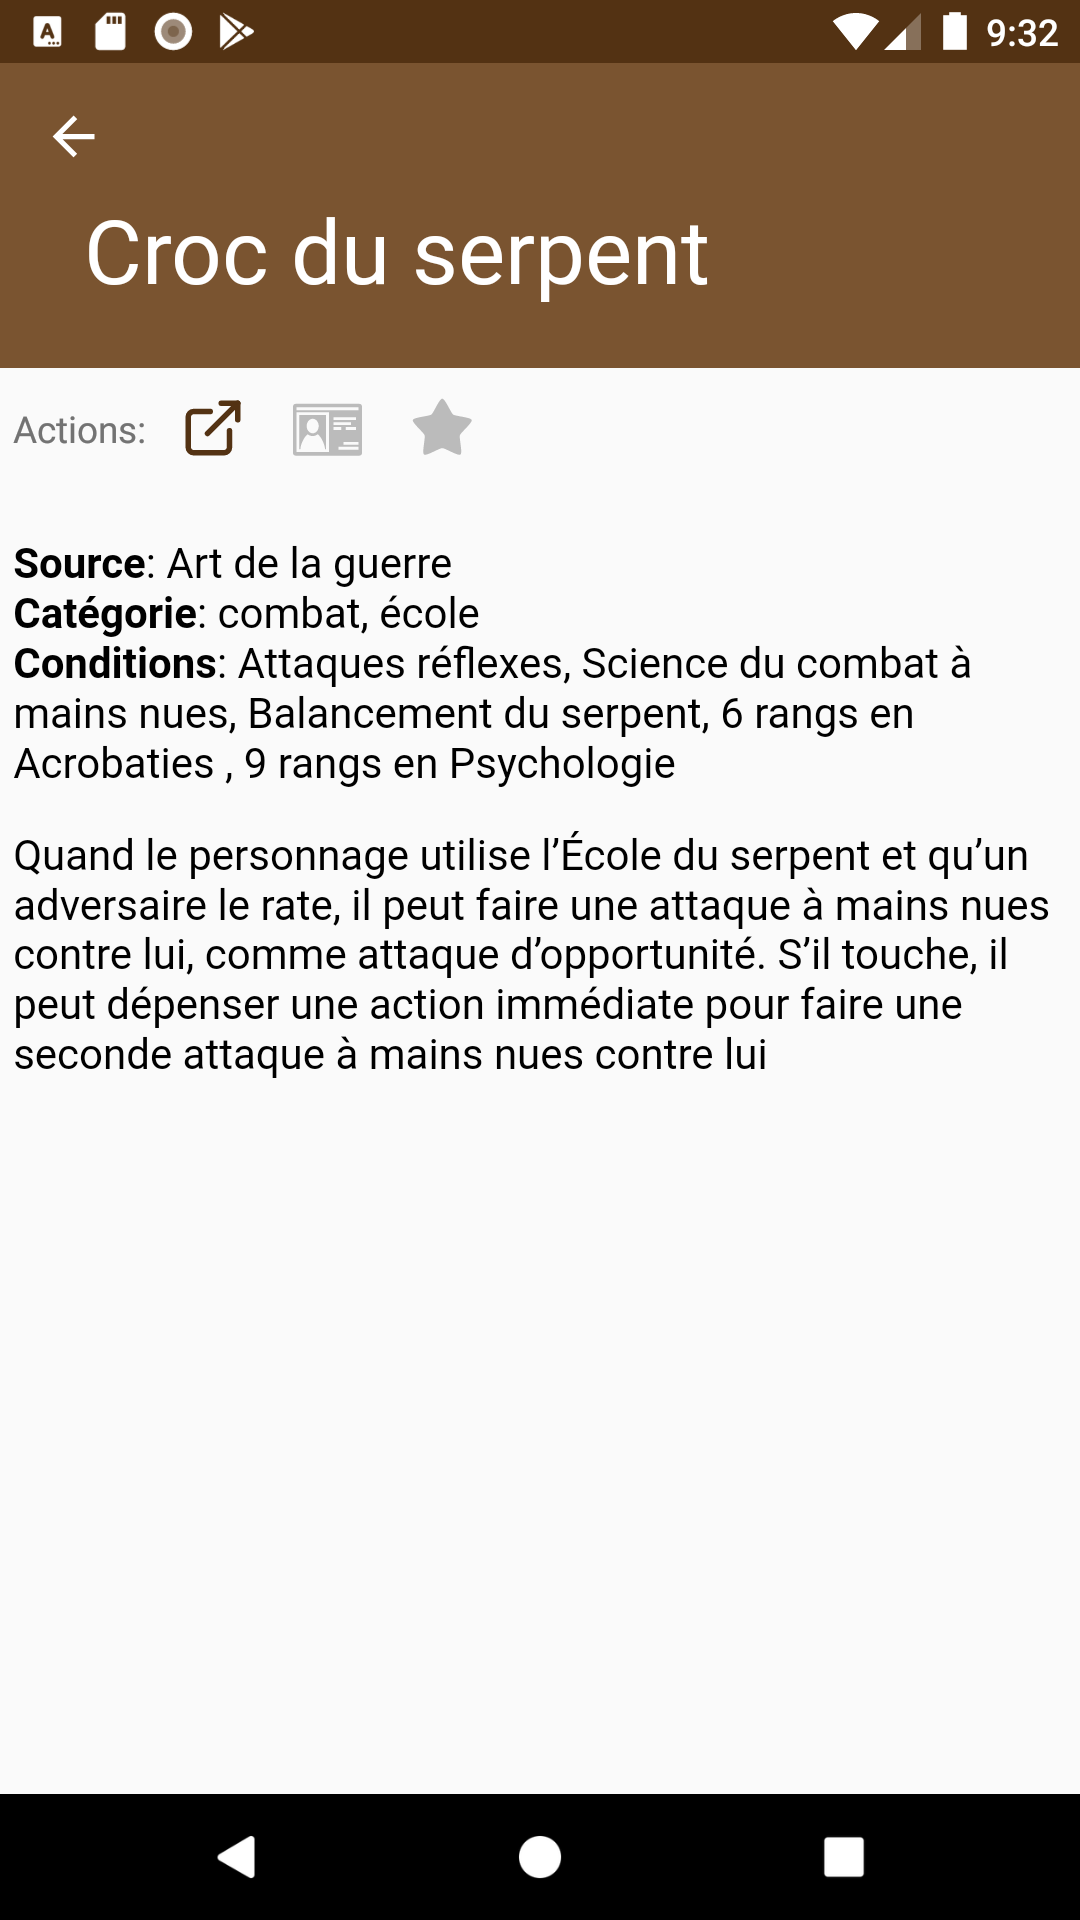 9:32
Croc du serpent
Actions:
Source: Art de la guerre
Catégorie: combat, école
Conditions: Attaques réflexes, Science du combat à
mains nues, Balancement du serpent, 6 rangs en
Acrobaties , 9 rangs en Psychologie
Quand le personnage utilise l’École du serpent et qu’un
adversaire le rate, il peut faire une attaque à mains nues
contre lui, comme attaque d’opportunité. S’il touche, il
peut dépenser une action immédiate pour faire une
seconde attaque à mains nues contre lui